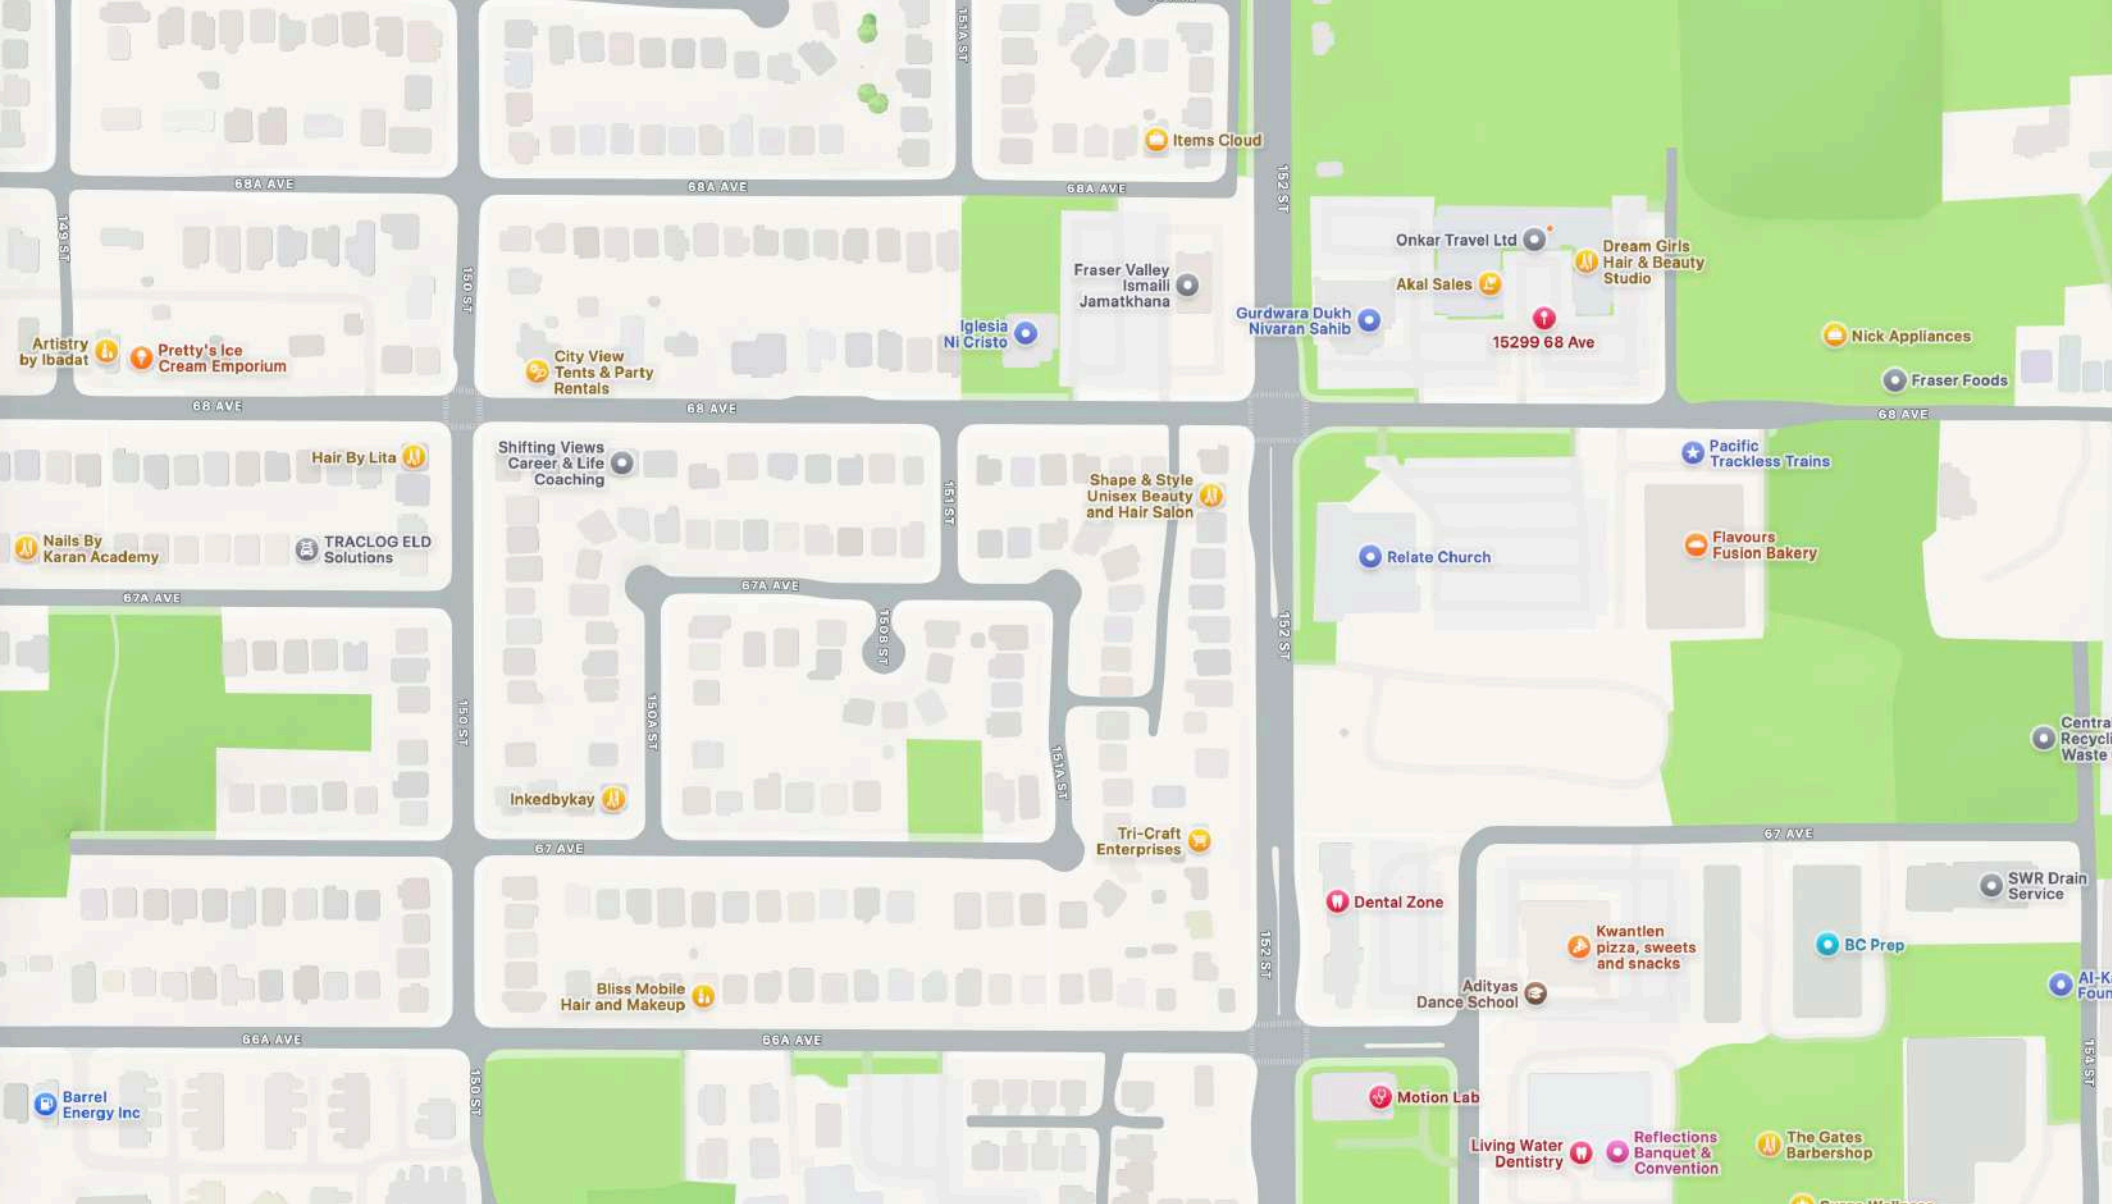 151A ST
Items Cloud
68A AVE
68A AVE
68A AVE
152 ST
149 ST
150 ST
Onkar Travel Ltd
Dream Girls
Hair & Beauty
Studio
Akal Sales
Fraser Valley
Ismaili
Jamatkhana
Gurdwara Dukh
Nivaran Sahib
Iglesia
Ni Cristo
15299 68 Ave
Nick Appliances
Fraser Foods
Artistry
by Ibadat
Pretty's Ice
Cream Emporium
City View
Tents & Party
Rentals
68 AVE
68 AVE
68 AVE
Hair By Lita
Shifting Views
Career & Life
Coaching
Pacific
Trackless Trains
Shape & Style
Unisex Beauty
and Hair Salon
151 ST
Nails By
Karan Academy
TRACLOG ELD
Solutions
Relate Church
Flavours
Fusion Bakery
67A AVE
67A AVE
150B ST
152 ST
150 ST
150A ST
151A ST
Centra
Recycli
Waste
Inkedbykay
Tri-Craft
Enterprises
67 AVE
67 AVE
SWR Drain
Service
Dental Zone
Kwantlen
pizza, sweets
and snacks
BC Prep
152 ST
Bliss Mobile
Hair and Makeup
Adityas
Dance School
Al-K
Foun
66A AVE
66A AVE
154 ST
150 ST
Barrel
Energy Inc
Motion Lab
Living Water
Dentistry
Reflections
Banquet &
Convention
The Gates
Barbershop